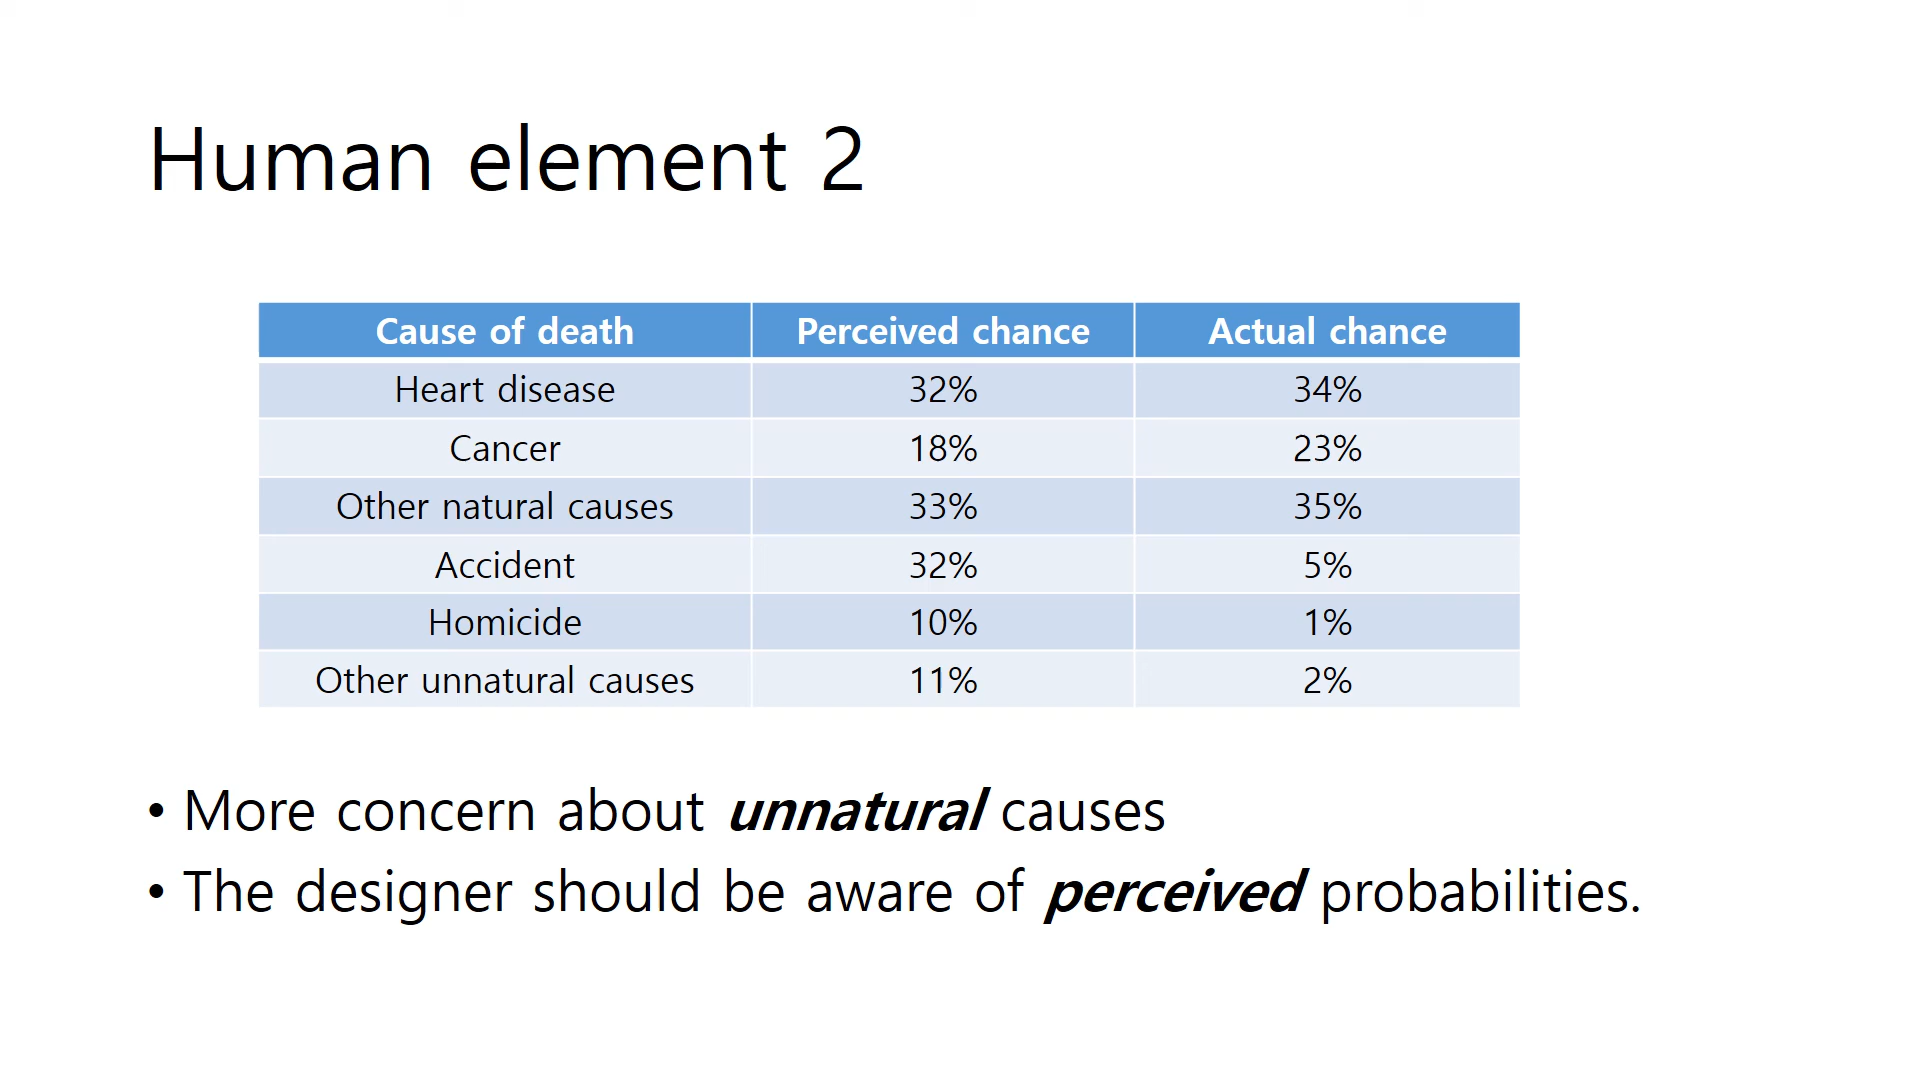 Human element 2
Cause of death Perceived chance Actual chance
Heart disease 32% 34%
Cancer 18% 23%
Other natural causes 33% 35%
Accident 32% 5%
Homicide 10% 1%
Other unnatural causes 11% 2%
• More concern about unnatural causes
• The designer should be aware of perceived probabilities.